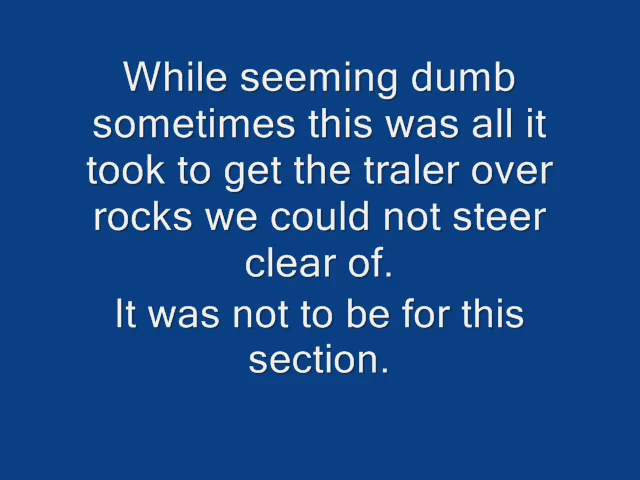 While seeming dumb
sometimes this was all it
took to get the traler over
rocks we could not steer
clear of.
It was not to be for this
section.